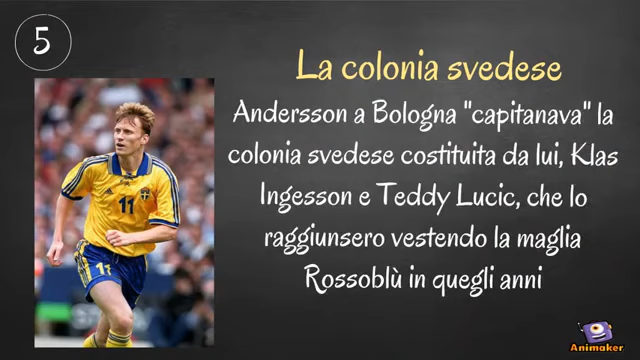 5
La colonia svedese
Andersson a Bologna "capitanava" la
colonia svedese costituita da lui, Klas
Ingesson e Teddy Lucic, che lo
raggiunsero vestendo la maglia
Rossoblù in quegli anni
11
11
Animaker